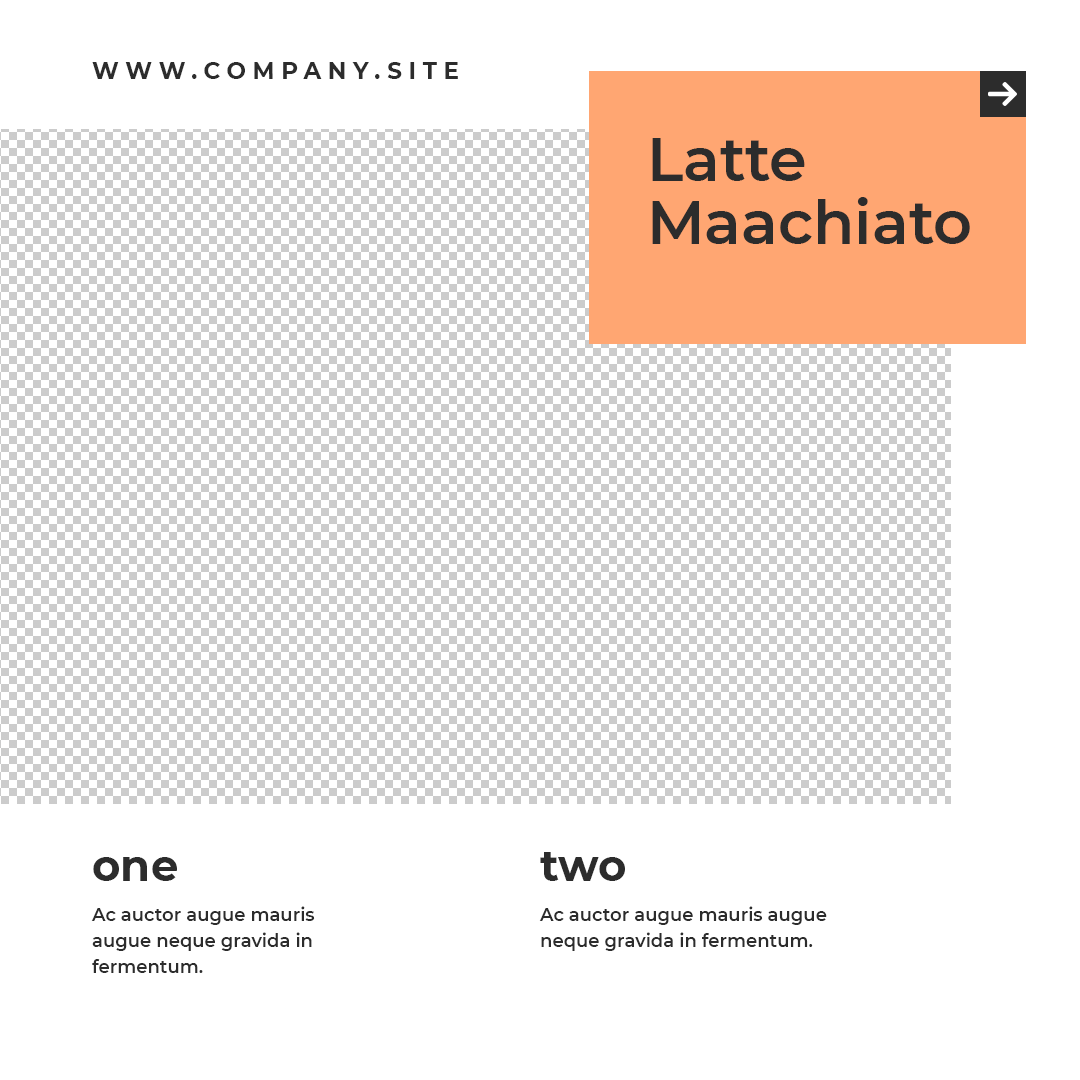 WWW.COMPANY.SITE
Latte
Maachiato
one
Ac auctor augue mauris
augue neque gravida in
fermentum.
two
Ac auctor augue mauris augue
neque gravida in fermentum.